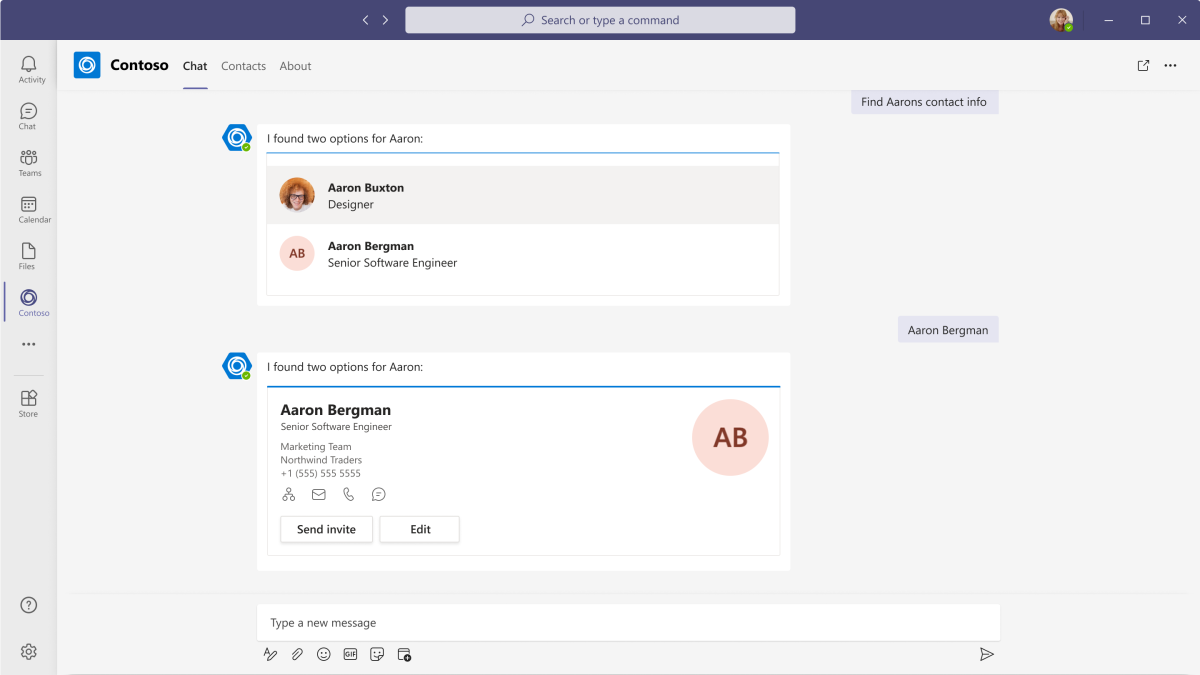 Search or type a command
Activity
Chat
Teams
Calendar
Files
Contoso
Store
Contoso
Chat
Contacts
About
Find Aarons contact info
I found two options for Aaron:
Aaron Buxton
Designer
AB
Aaron Bergman
Senior Software Engineer
Aaron Bergman
I found two options for Aaron:
Aaron Bergman
Senior Software Engineer
Marketing Team
Northwind Traders
+1 (555) 555 5555
AB
Send invite
Edit
Type a new message
GIF